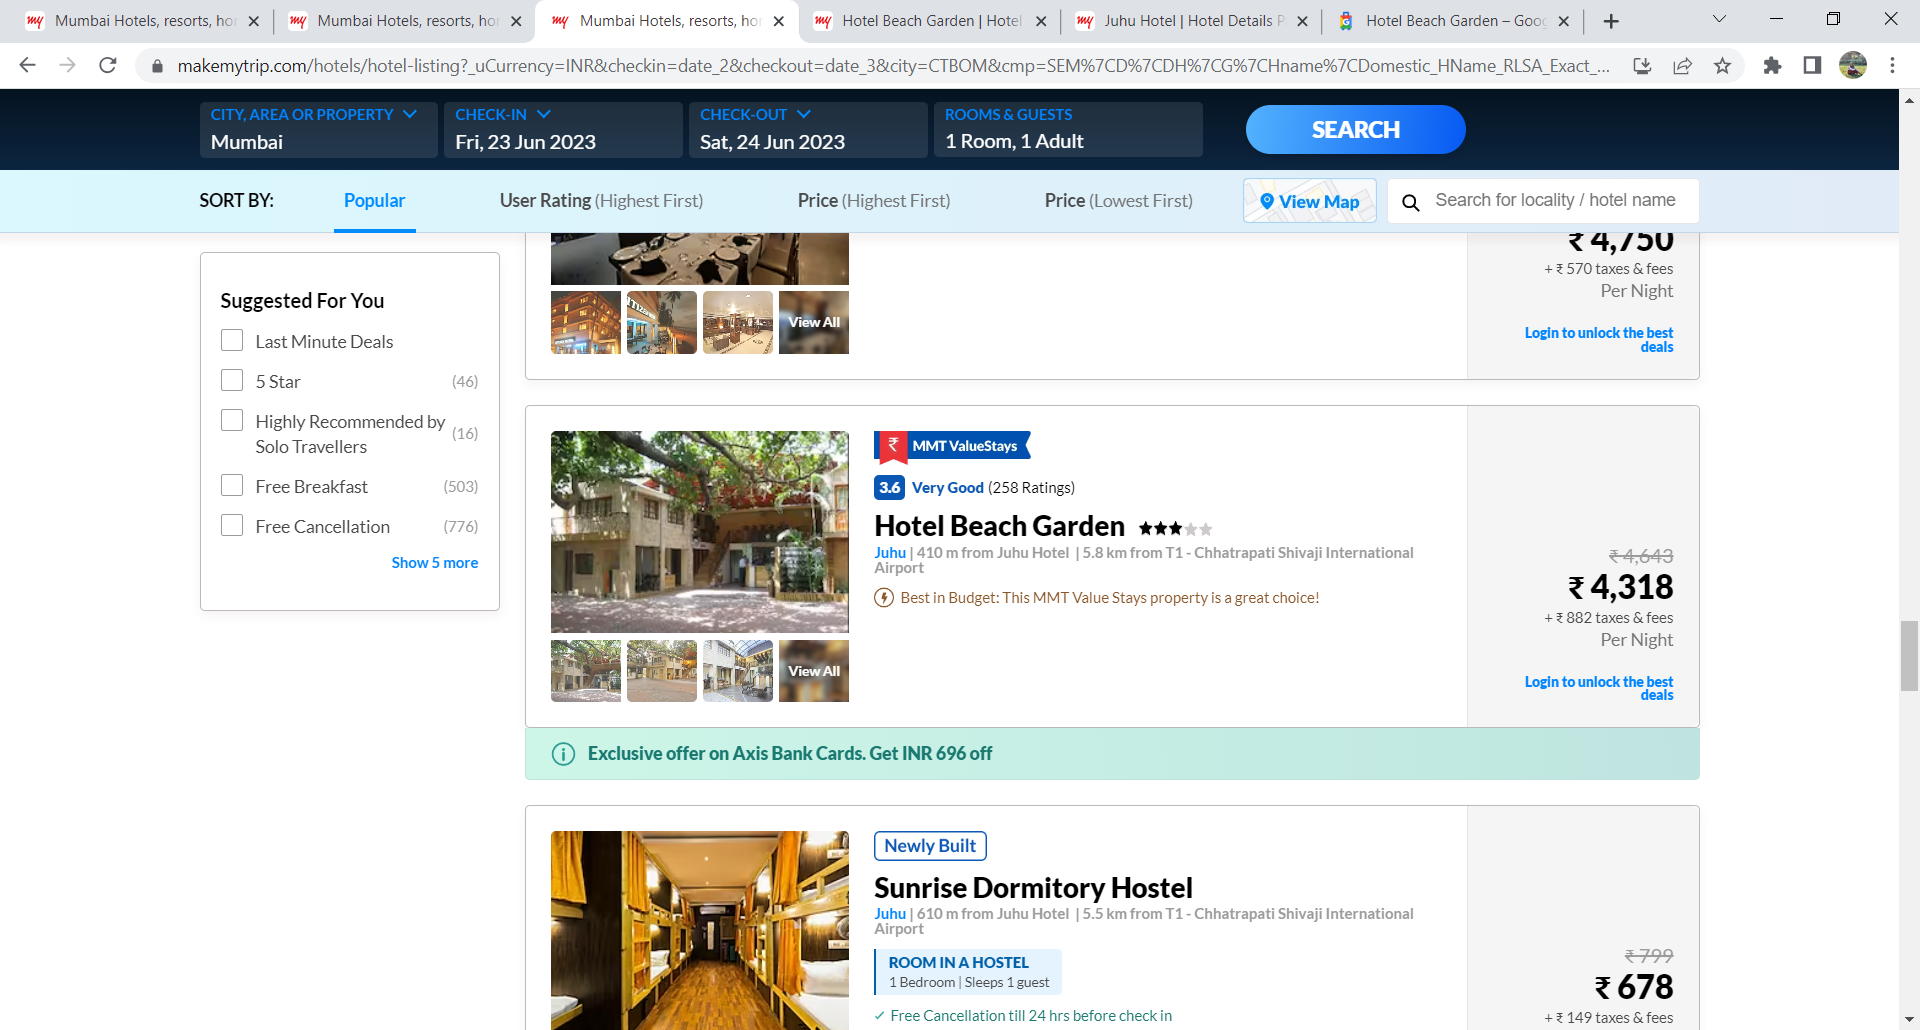 Mumbai Hotels, resorts, ho
Mumbai Hotels, resorts, ho
Mumbai Hotels, resorts, ho
Hotel Beach Garden | Hotel
Juhu Hotel | Hotel Details P
Hotel Beach Garden – Goog
makemytrip.com/hotels/hotel-listing?_uCurrency=INR&checkin=date_2&checkout=date_3&city=CTBOM&cmp=SEM%7CD%7CDH%7CG%7CHname%7CDomestic_HName_RLSA_Exact_...
CITY, AREA OR PROPERTY
Mumbai
CHECK-IN
Fri, 23 Jun 2023
CHECK-OUT
Sat, 24 Jun 2023
ROOMS & GUESTS
1 Room, 1 Adult
SEARCH
SORT BY:
Popular
User Rating (Highest First)
Price (Highest First)
Price (Lowest First)
View Map
Search for locality / hotel name
Suggested For You
Last Minute Deals
5 Star (46)
Highly Recommended by
Solo Travellers (16)
Free Breakfast (503)
Free Cancellation (776)
Show 5 more
View All
₹ 4,750
+ ₹ 570 taxes & fees
Per Night
Login to unlock the best
deals
View All
₹ MMT ValueStays
3.6 Very Good (258 Ratings)
Hotel Beach Garden
Juhu | 410 m from Juhu Hotel | 5.8 km from T1 - Chhatrapati Shivaji International
Airport
Best in Budget: This MMT Value Stays property is a great choice!
₹ 4,643
₹ 4,318
+ ₹ 882 taxes & fees
Per Night
Login to unlock the best
deals
Exclusive offer on Axis Bank Cards. Get INR 696 off
Newly Built
Sunrise Dormitory Hostel
Juhu | 610 m from Juhu Hotel | 5.5 km from T1 - Chhatrapati Shivaji International
Airport
ROOM IN A HOSTEL
1 Bedroom | Sleeps 1 guest
Free Cancellation till 24 hrs before check in
₹ 799
₹ 678
+ ₹ 149 taxes & fees